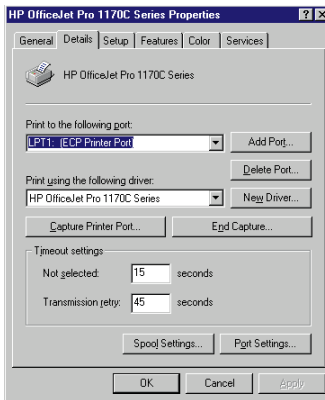 HP OfficeJet Pro 1170C Series Properties
General Details Setup Features Color Services
HP OfficeJet Pro 1170C Series
Print to the following port:
LPT1: (ECP Printer Port) Add Port...
Delete Port...
Print using the following driver:
HP OfficeJet Pro 1170C Series New Driver...
Capture Printer Port... End Capture...
Timeout settings
Not selected: 15 seconds
Transmission retry: 45 seconds
Spool Settings... Port Settings...
OK Cancel Apply